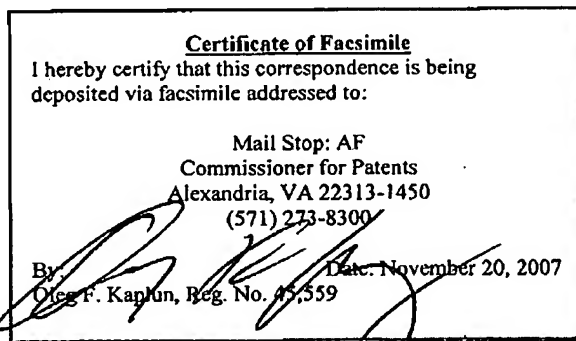 Certificate of Facsimile
I hereby certify that this correspondence is being
deposited via facsimile addressed to:
Mail Stop: AF
Commissioner for Patents
Alexandria, VA 22313-1450
(571) 273-8300
By: Date: November 20, 2007
Oleg F. Kaplun, Reg. No. 45,559